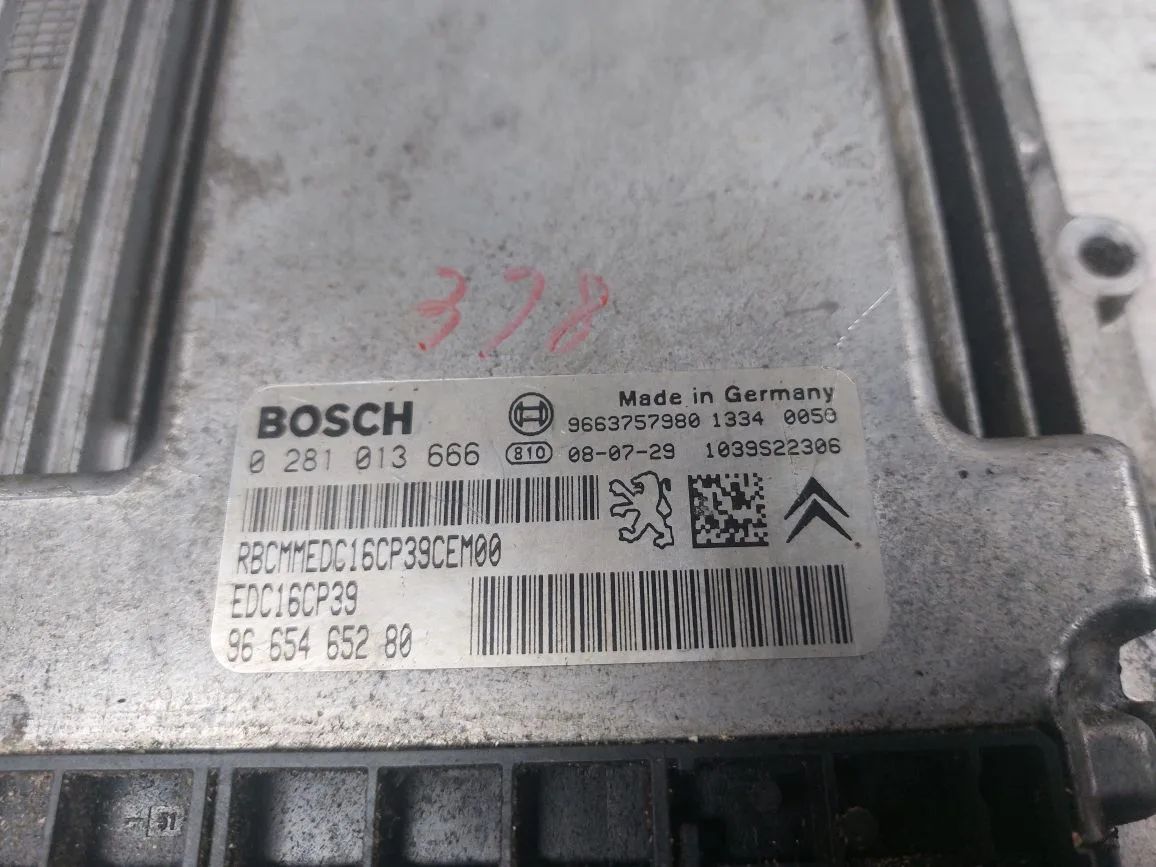 378
BOSCH
Made in Germany
9663757980 1334 0050
0 281 013 666
810 08-07-29 1039S22306
RBCMMEDC16CP39CEM00
EDC16CP39
96 654 652 80